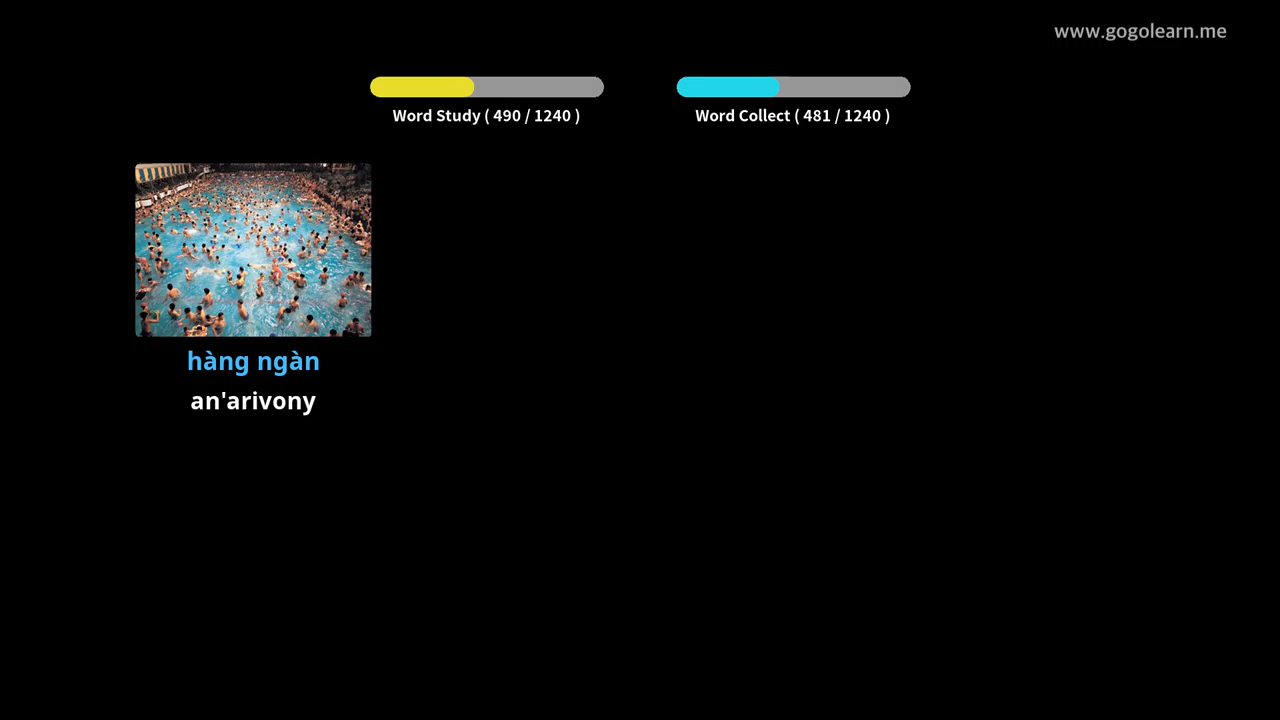 www.gogolearn.me
Word Study ( 490 / 1240 )
Word Collect ( 481 / 1240 )
hàng ngàn
an'arivony